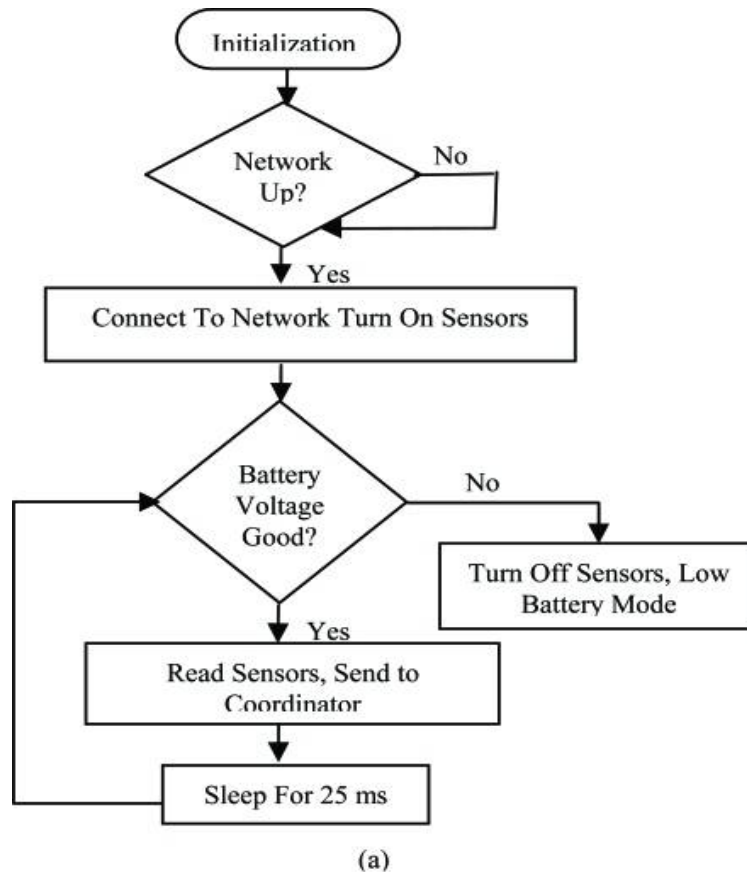 Initialization
Network
Up?
No
Yes
Connect To Network Turn On Sensors
Battery
Voltage
Good?
No
Turn Off Sensors, Low
Battery Mode
Yes
Read Sensors, Send to
Coordinator
Sleep For 25 ms
(a)